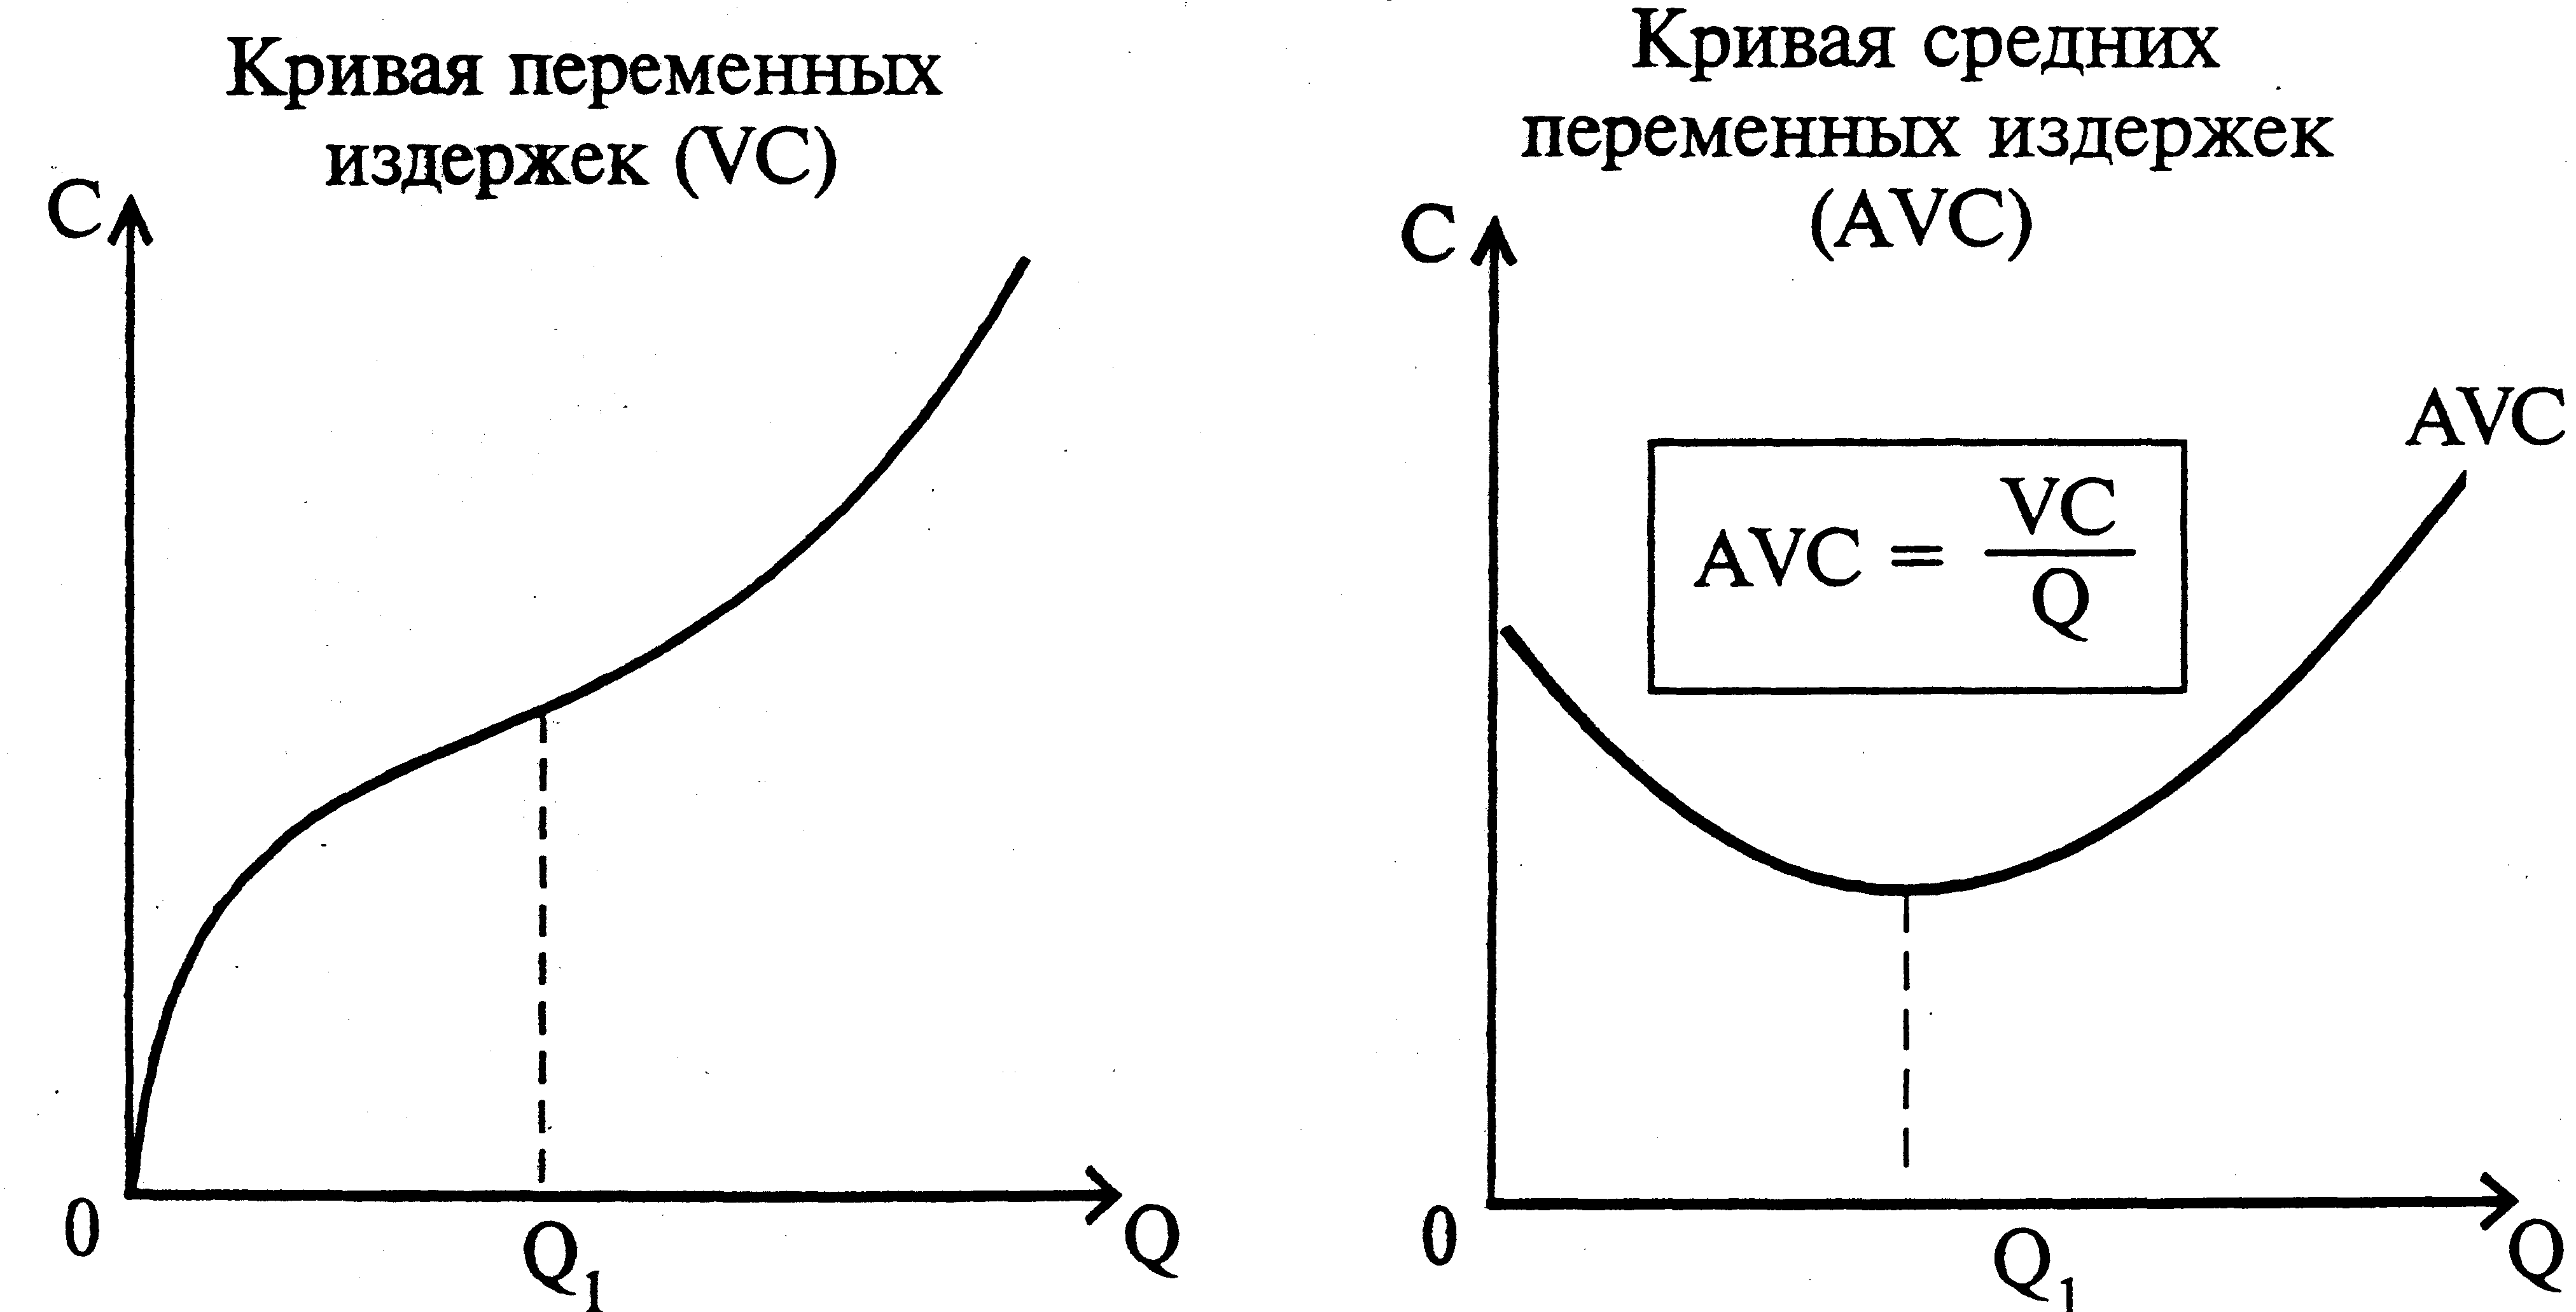 Кривая переменных
издержек (VC)
C
0
Q₁
Q
Кривая средних
переменных издержек
(AVC)
C
AVC
AVC = VC/Q
0
Q₁
Q